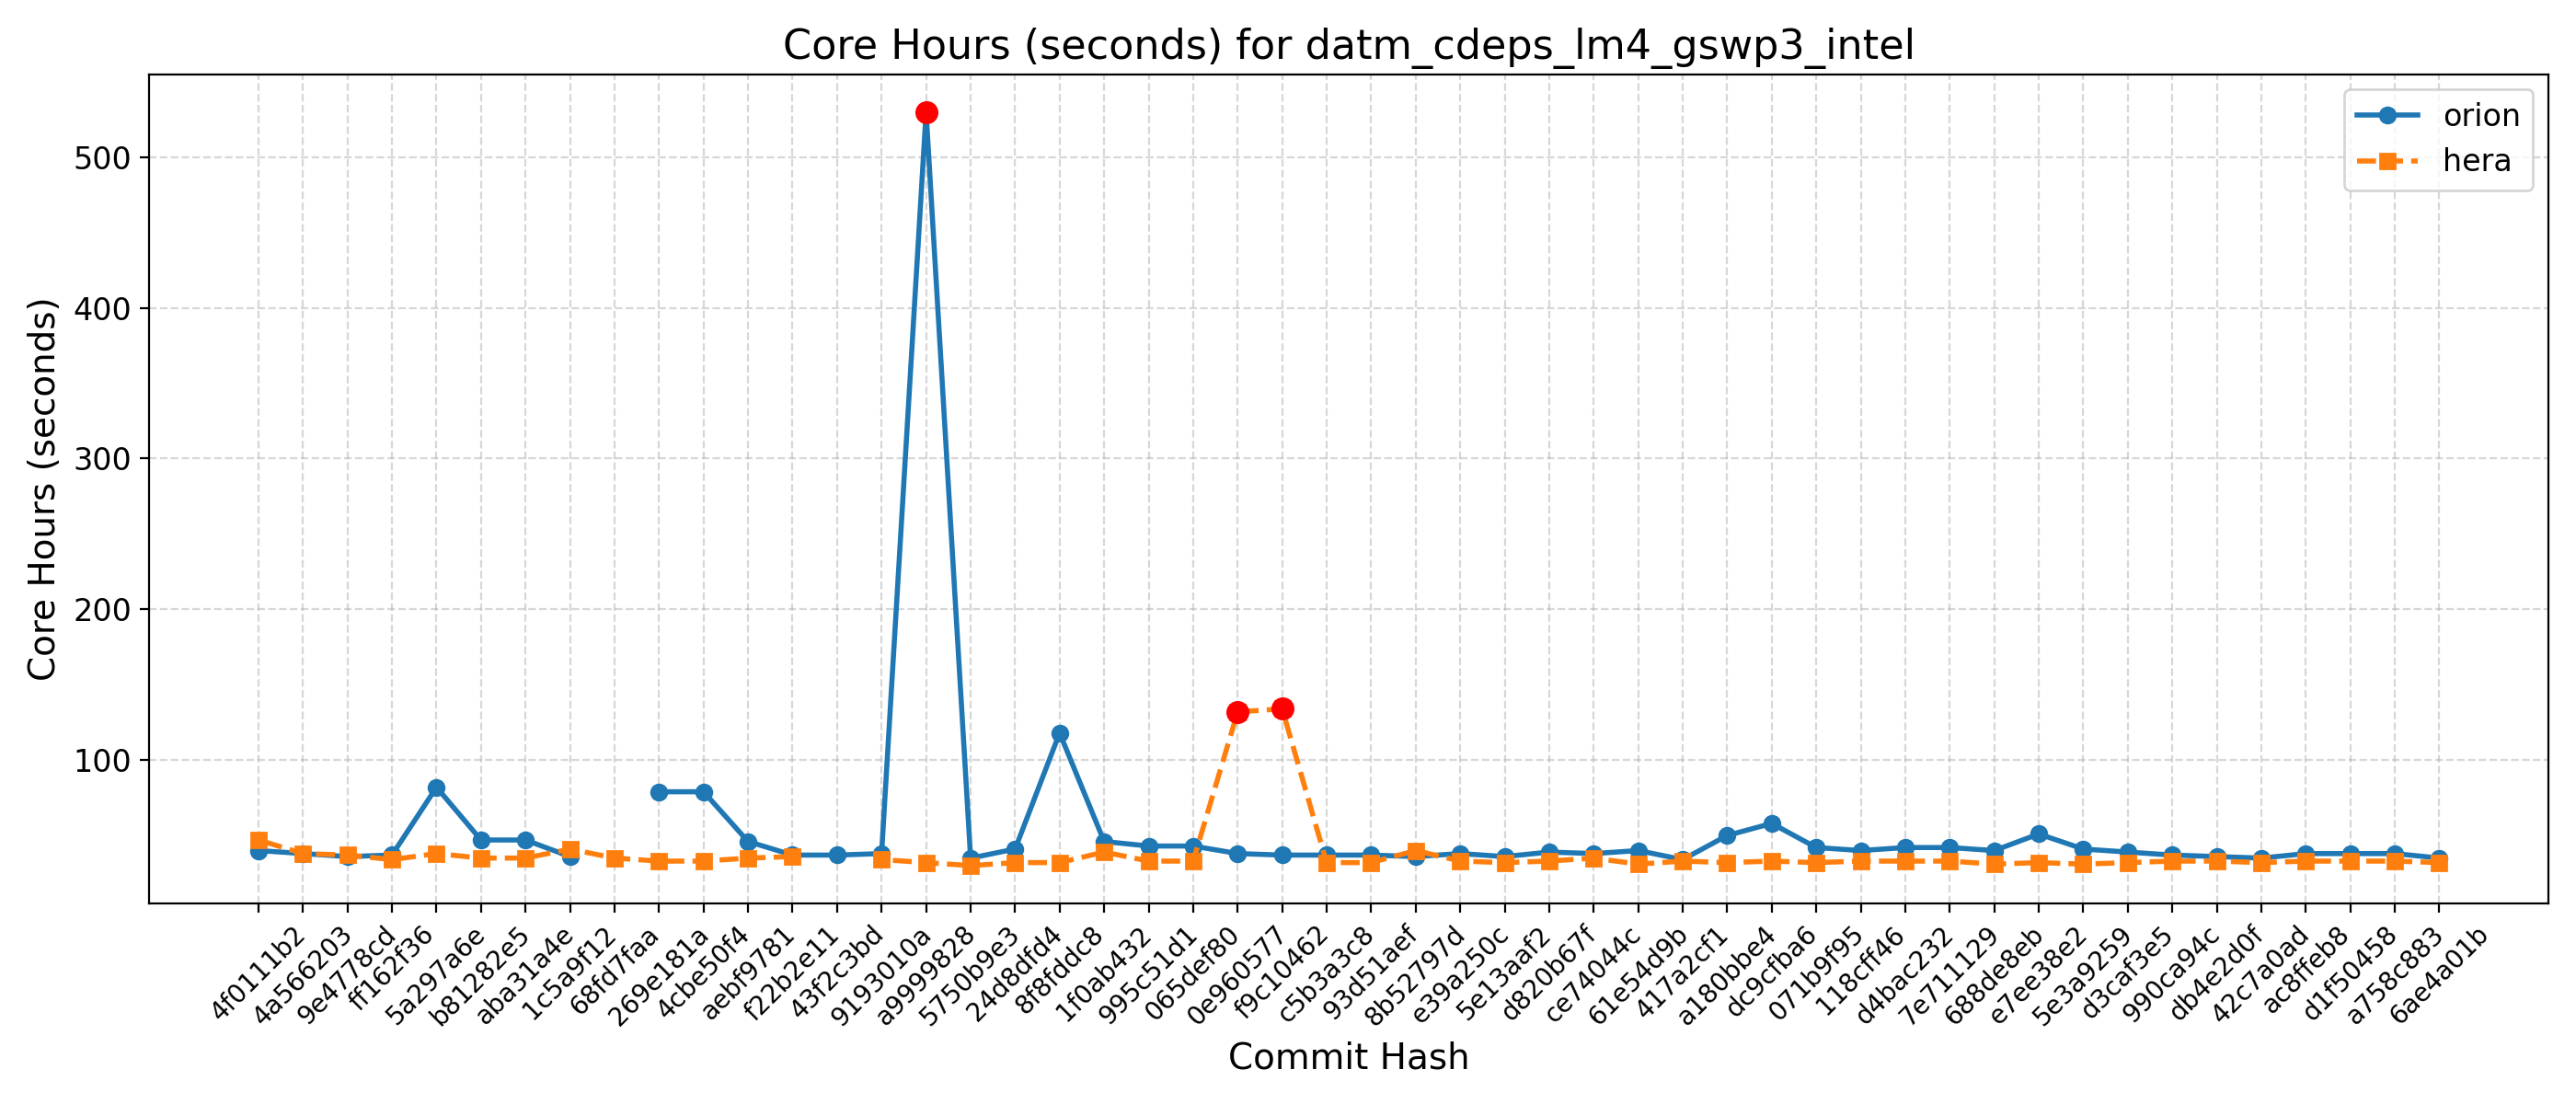 Core Hours (seconds) for datm_cdeps_lm4_gswp3_intel
orion
hera
Core Hours (seconds)
500
400
300
200
100
4f0111b2
4a566203
9e4778cd
ff162f36
5a297a6e
b81282e5
aba31a4e
1c5a9f12
68fd7faa
269e181a
4cbe50f4
aebf9781
f22b2e11
43f2c3bd
9193010a
a9999828
5750b9e3
24d8dfd4
8f8fddc8
1f0ab432
995c51d1
065def80
0e960577
f9c10462
c5b3a3c8
93d51aef
8b52797d
e39a250c
5e13aaf2
d820b67f
ce74044c
61e54d9b
417a2cf1
a180bbe4
dc9cfba6
071b9f95
118cff46
d4bac232
7e711129
688de8eb
e7ee38e2
5e3a9259
d3caf3e5
990ca94c
db4e2d0f
42c7a0ad
ac8ffeb8
d1f50458
a758c883
6ae4a01b
Commit Hash